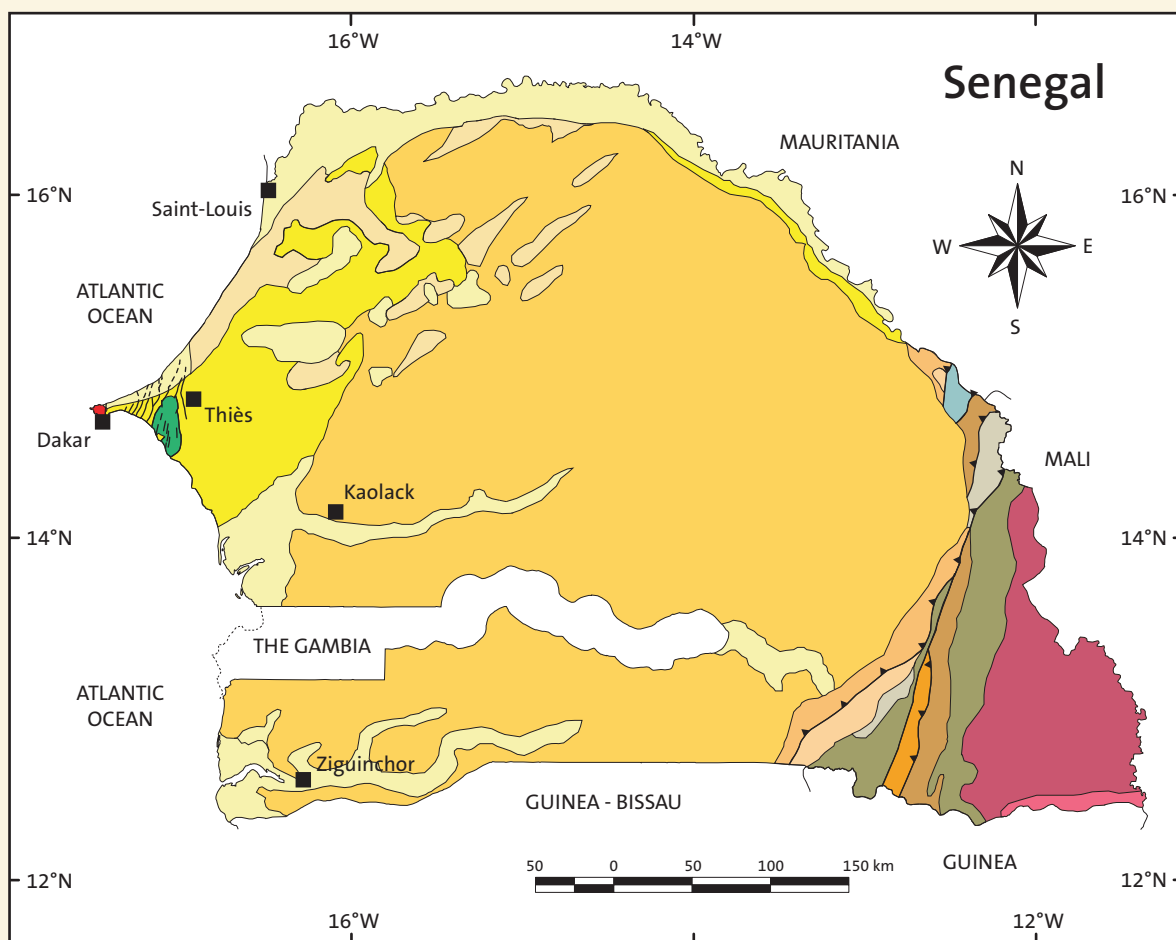 16°W
14°W
Senegal
MAURITANIA
16°N
16°N
N
W
E
S
Saint-Louis
ATLANTIC
OCEAN
Thiès
Dakar
MALI
Kaolack
14°N
14°N
THE GAMBIA
ATLANTIC
OCEAN
Ziguinchor
GUINEA - BISSAU
GUINEA
50 0 50 100 150 km
12°N
12°N
16°W
12°W